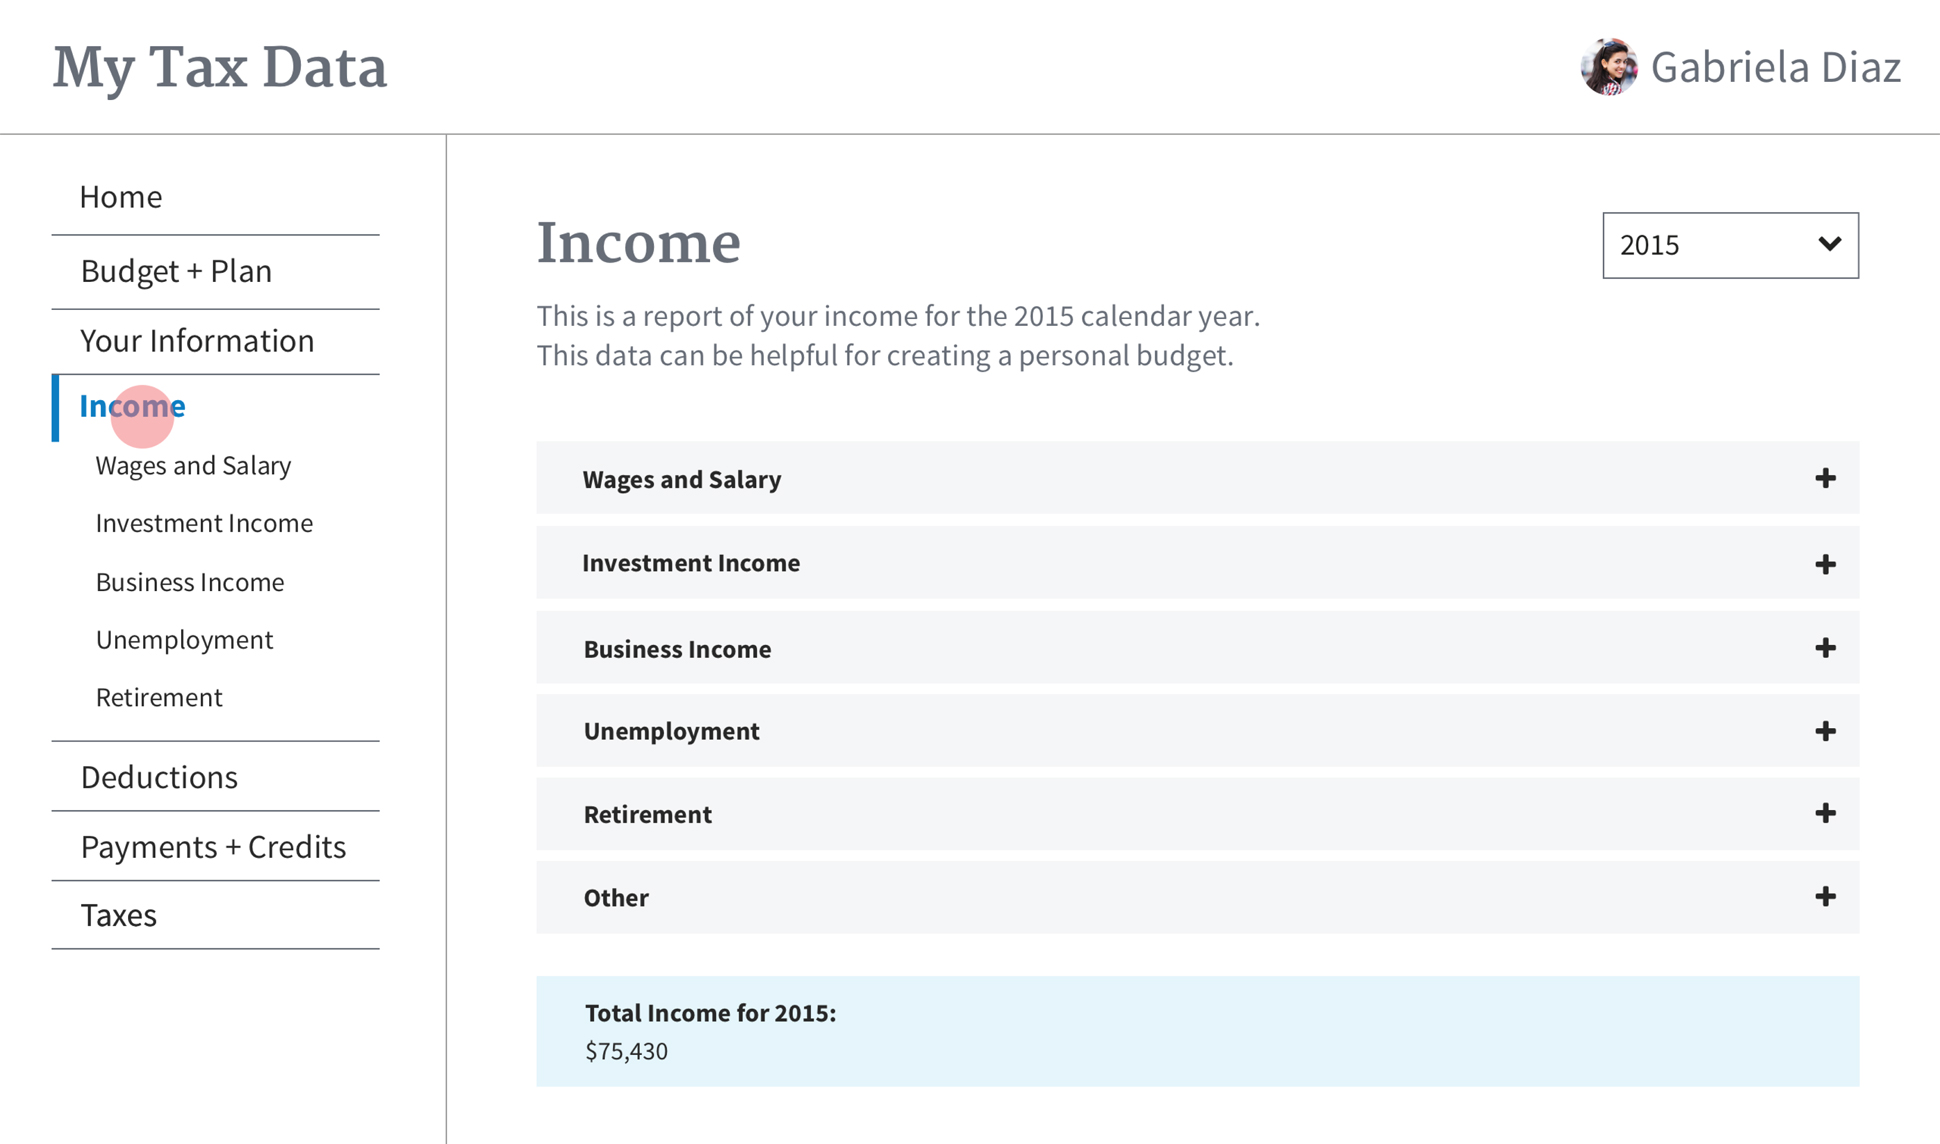 My Tax Data
Gabriela Diaz
Home
Budget + Plan
Your Information
Income
Wages and Salary
Investment Income
Business Income
Unemployment
Retirement
Deductions
Payments + Credits
Taxes
Income
2015
This is a report of your income for the 2015 calendar year.
This data can be helpful for creating a personal budget.
Wages and Salary
Investment Income
Business Income
Unemployment
Retirement
Other
Total Income for 2015:
$75,430